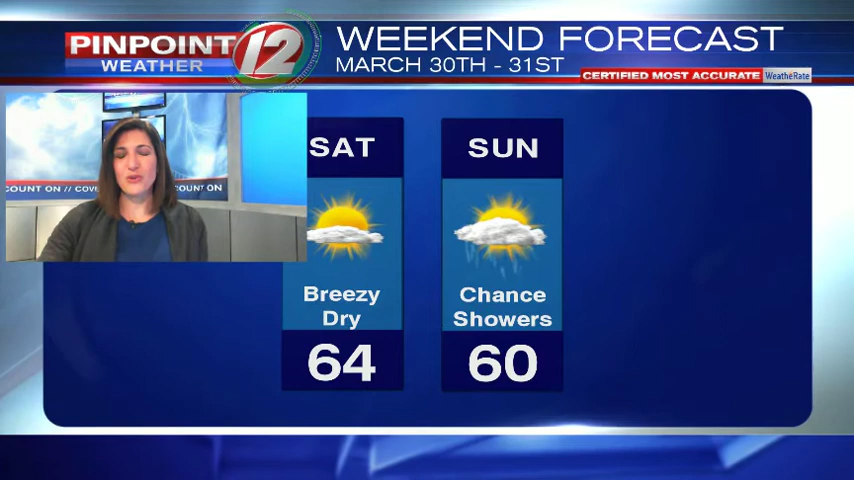 PINPOINT
WEATHER
12
WEEKEND FORECAST
MARCH 30TH - 31ST
CERTIFIED MOST ACCURATE
WeatheRate
COUNT ON // COVE
COUNT ON
SAT
Breezy
Dry
64
SUN
Chance
Showers
60